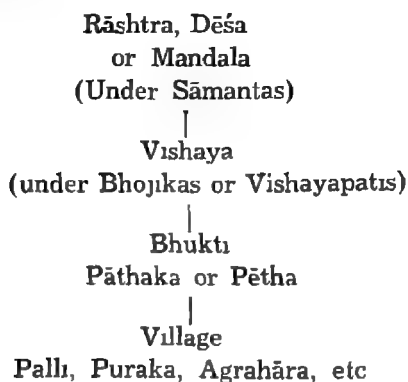 Rāshtra, Dēśa
or Mandala
(Under Sāmantas)
Vishaya
(under Bhojikas or Vishayapatis)
Bhukti
Pāthaka or Pētha
Village
Palli, Puraka, Agrahāra, etc